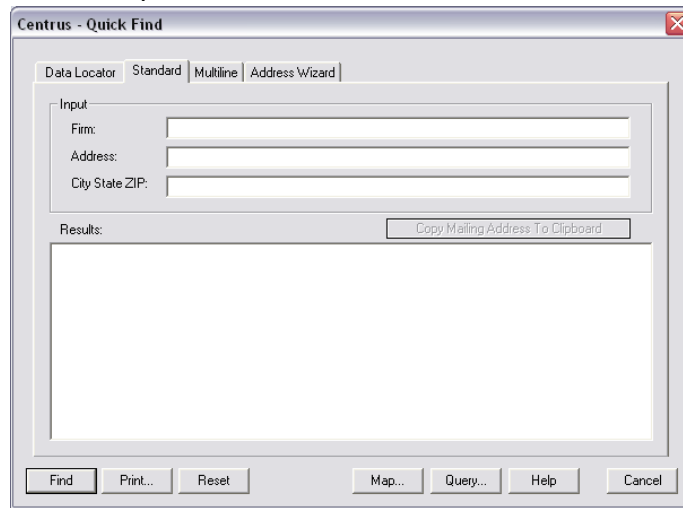 Centrus - Quick Find
Data Locator Standard Multiline Address Wizard
Input
Firm:
Address:
City State ZIP:
Results: Copy Mailing Address To Clipboard
Find Print... Reset Map... Query... Help Cancel